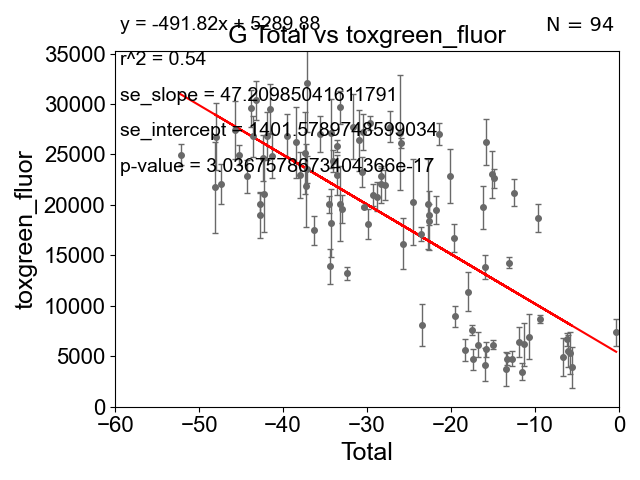 y = -491.82x + 5289.88
N = 94
G Total vs toxgreen_fluor
r^2 = 0.54
se_slope = 47.20985041611791
se_intercept = 1401.5789748599034
p-value = 3.0367578673404366e-17
35000
30000
25000
20000
15000
10000
5000
0
toxgreen_fluor
−60 −50 −40 −30 −20 −10 0
Total